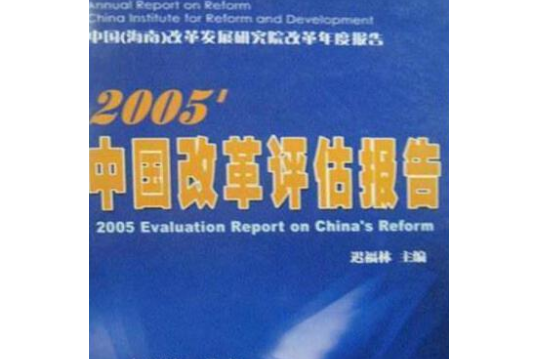 Annual Report on Reform
China Institute for Reform and Development
中国(海南)改革发展研究院改革年度报告
2005'
中国改革评估报告
2005 Evaluation Report on China's Reform
迟福林 主编